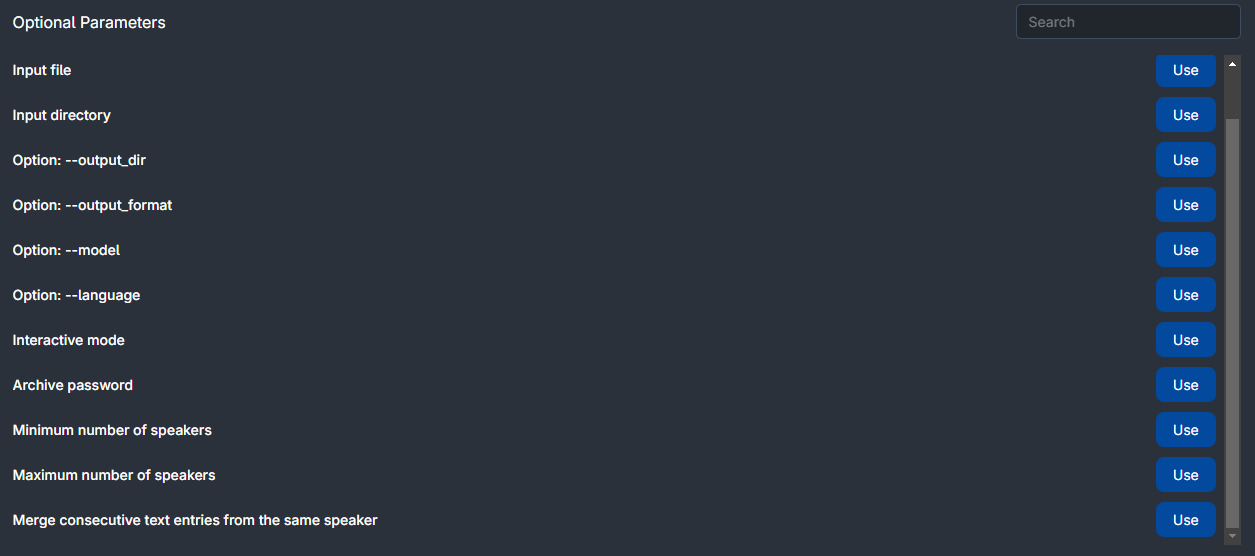 Optional Parameters
Search
Input file
Use
Input directory
Use
Option: --output_dir
Use
Option: --output_format
Use
Option: --model
Use
Option: --language
Use
Interactive mode
Use
Archive password
Use
Minimum number of speakers
Use
Maximum number of speakers
Use
Merge consecutive text entries from the same speaker
Use